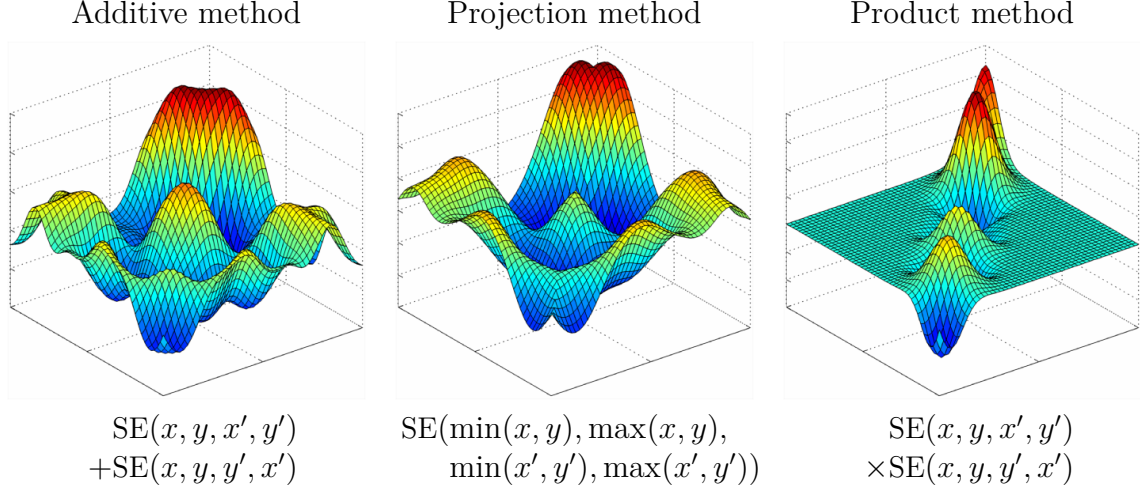 Additive method
Projection method
Product method
SE(x, y, x′, y′)
+SE(x, y, y′, x′)
SE(min(x, y), max(x, y),
min(x′, y′), max(x′, y′))
SE(x, y, x′, y′)
×SE(x, y, y′, x′)